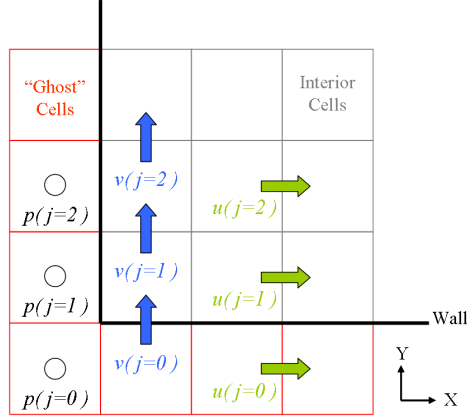 “Ghost”
Cells
Interior
Cells
v(j=2)
u(j=2)
p(j=2)
v(j=1)
u(j=1)
p(j=1)
Wall
v(j=0)
u(j=0)
p(j=0)
Y
X